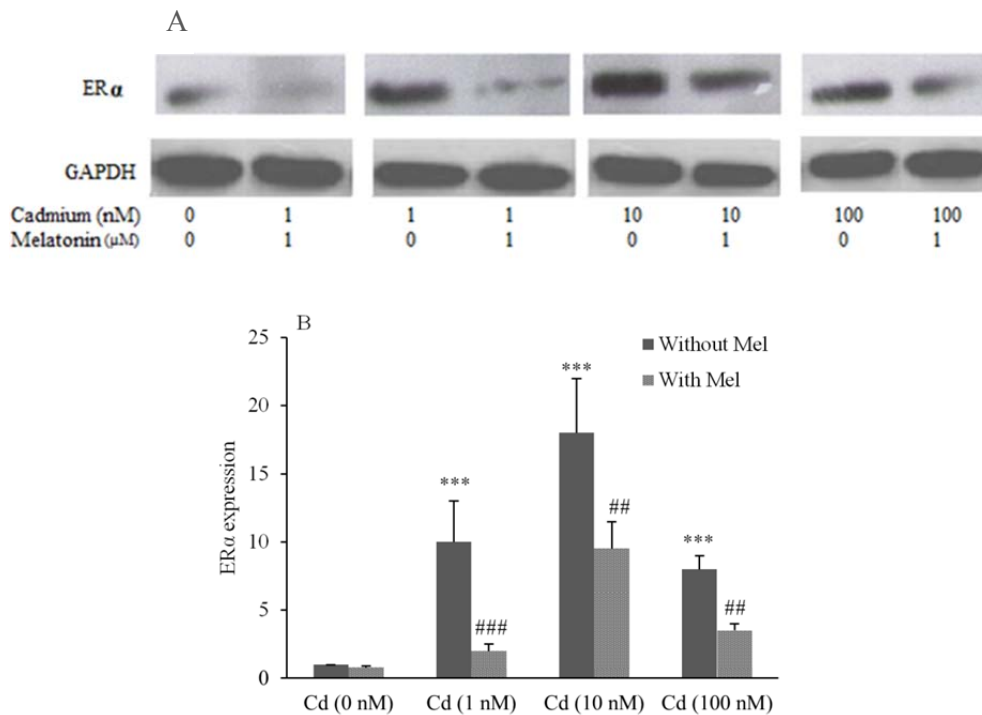 A
ERα
GAPDH
Cadmium (nM) 0 1 1 1 10 10 100 100
Melatonin (µM) 0 1 0 1 0 1 0 1
B
25
20
15
10
5
0
ERα expression
Without Mel
With Mel
***
###
***
##
***
##
Cd (0 nM) Cd (1 nM) Cd (10 nM) Cd (100 nM)